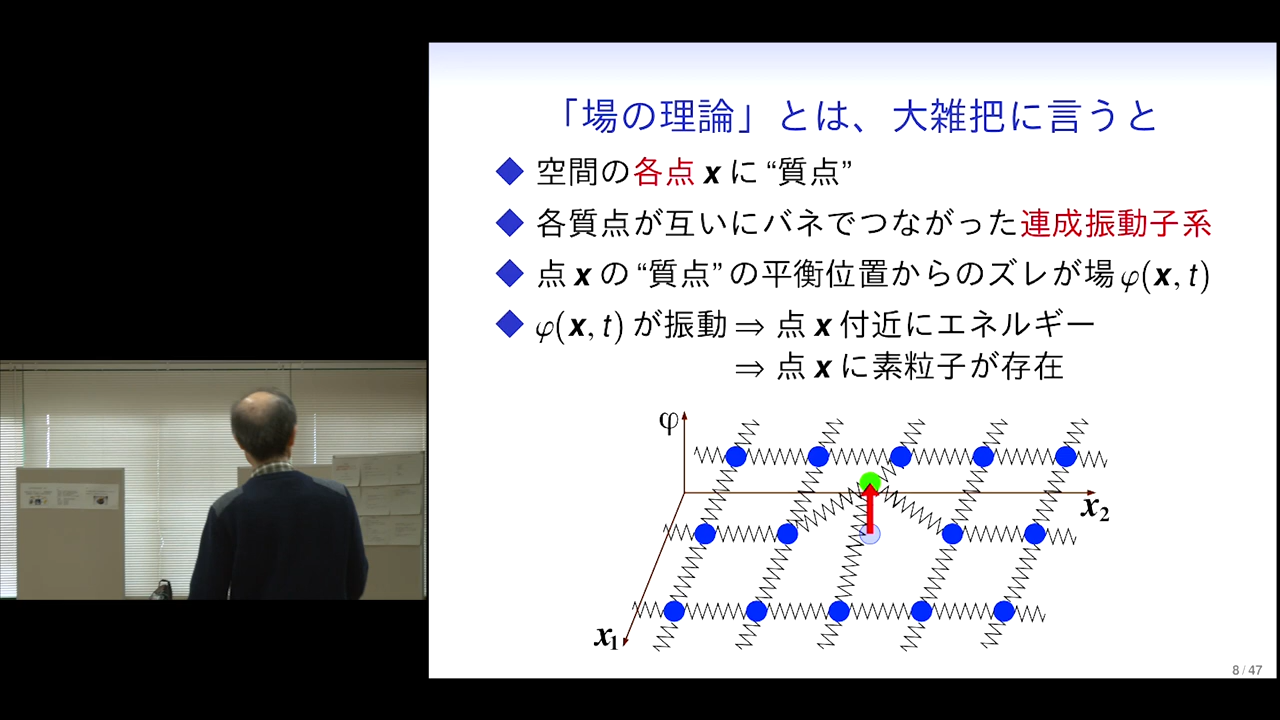 「場の理論」とは、大雑把に言うと
空間の各点 x に “質点”
各質点が互いにバネでつながった連成振動子系
点 x の “質点” の平衡位置からのズレが場 φ(x, t)
φ(x, t) が振動 ⇒ 点 x 付近にエネルギー
⇒ 点 x に素粒子が存在
φ
x₂
x₁
8 / 47